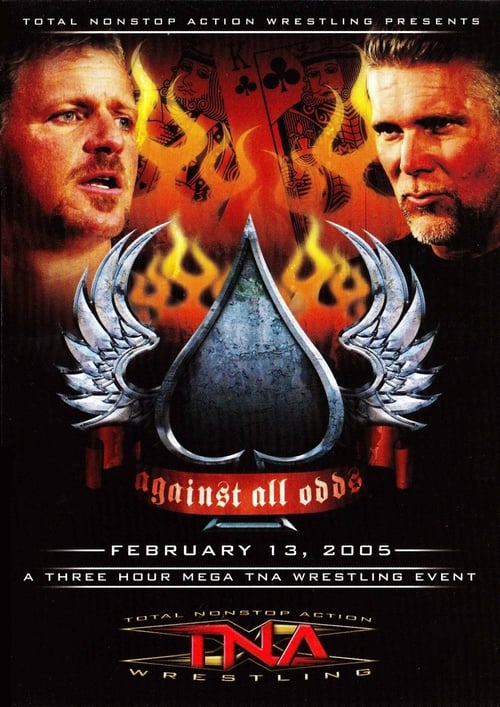 TOTAL NONSTOP ACTION WRESTLING PRESENTS
K
against all odds
FEBRUARY 13, 2005
A THREE HOUR MEGA TNA WRESTLING EVENT
TOTAL NONSTOP ACTION
TNA
WRESTLING